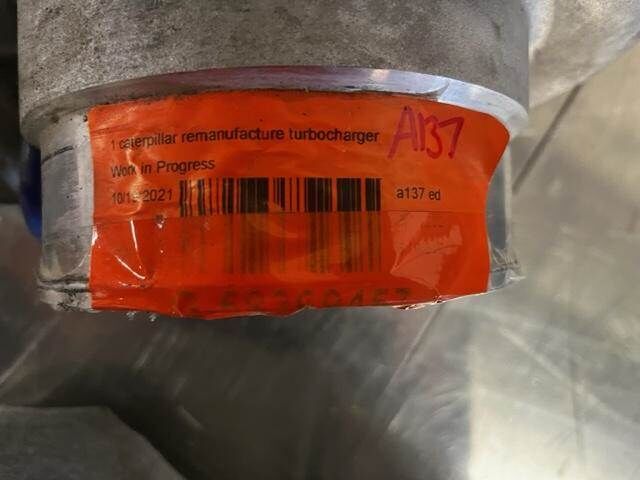 1 caterpillar remanufacture turbocharger
A137
Work in Progress
a137 ed